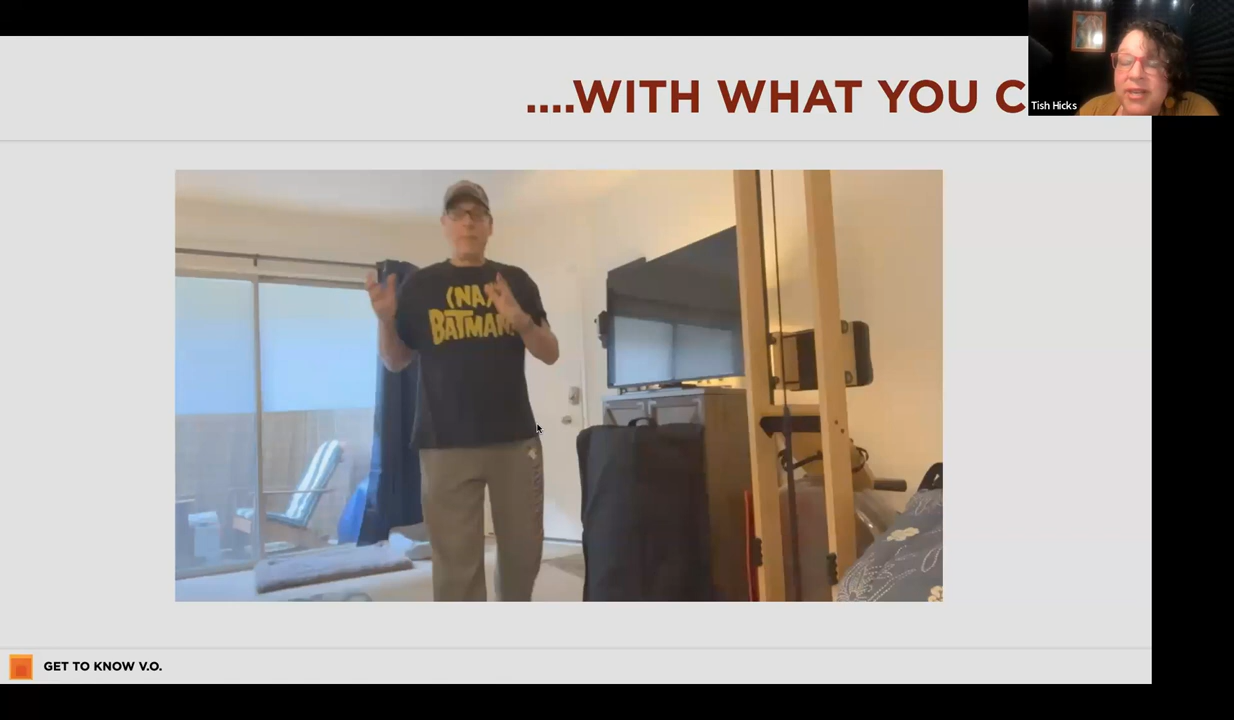 ....WITH WHAT YOU C
Tish Hicks
(NA)
BATMAN
GET TO KNOW V.O.